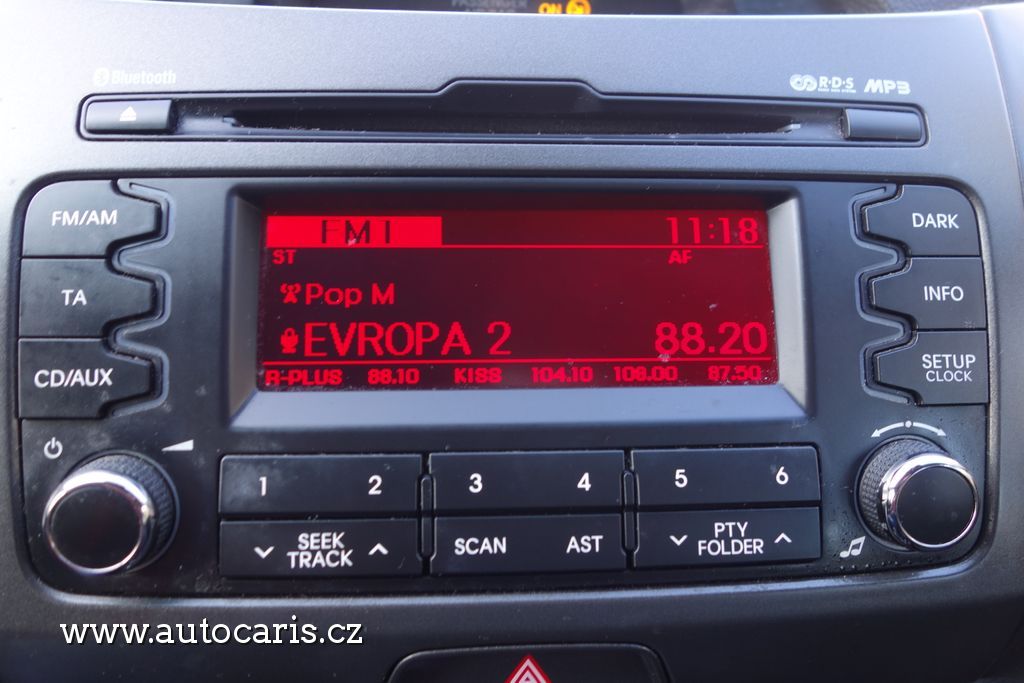 PASSENGER
ON
Bluetooth
R·D·S MP3
FM/AM
TA
CD/AUX
FM1 11:18
ST AF
Pop M
EVROPA 2 88.20
R-PLUS 88.10 KISS 104.10 108.00 87.50
DARK
INFO
SETUP
CLOCK
1 2 3 4 5 6
SEEK
TRACK
SCAN AST
PTY
FOLDER
www.autocaris.cz